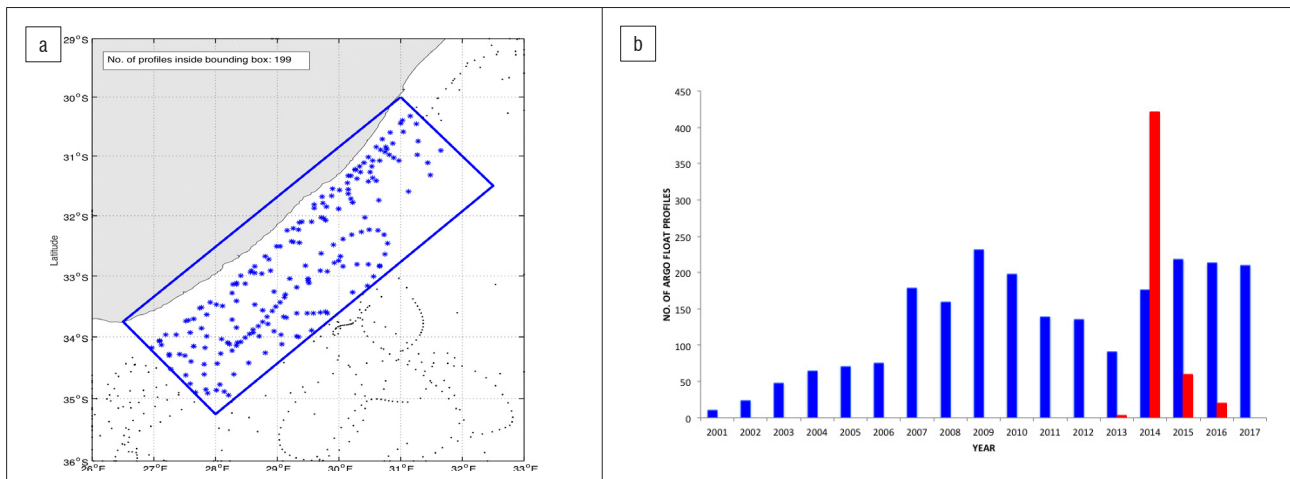 a
No. of profiles inside bounding box: 199
29°S
30°S
31°S
32°S
33°S
34°S
35°S
36°S
Latitude
26°E 27°E 28°E 29°E 30°E 31°E 32°E 33°E
b
450
400
350
300
250
200
150
100
50
0
NO. OF ARGO FLOAT PROFILES
2001 2002 2003 2004 2005 2006 2007 2008 2009 2010 2011 2012 2013 2014 2015 2016 2017
YEAR